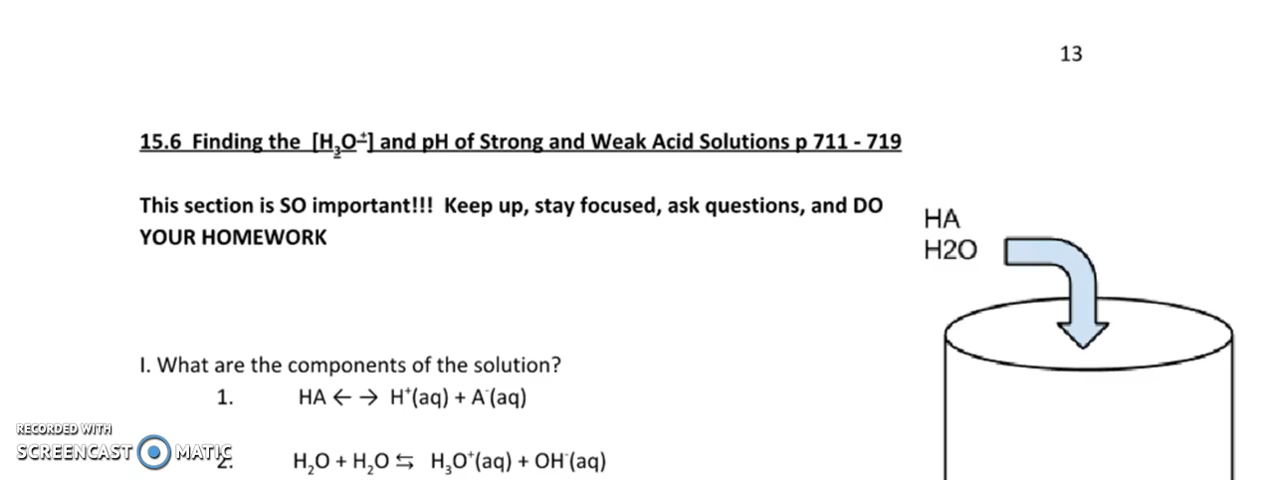 13
15.6 Finding the [H₃O⁺] and pH of Strong and Weak Acid Solutions p 711 - 719
This section is SO important!!! Keep up, stay focused, ask questions, and DO
YOUR HOMEWORK
HA
H2O
I. What are the components of the solution?
1. HA ← → H⁺(aq) + A⁻(aq)
2. H₂O + H₂O ⇆ H₃O⁺(aq) + OH⁻(aq)
RECORDED WITH
SCREENCAST MATIC